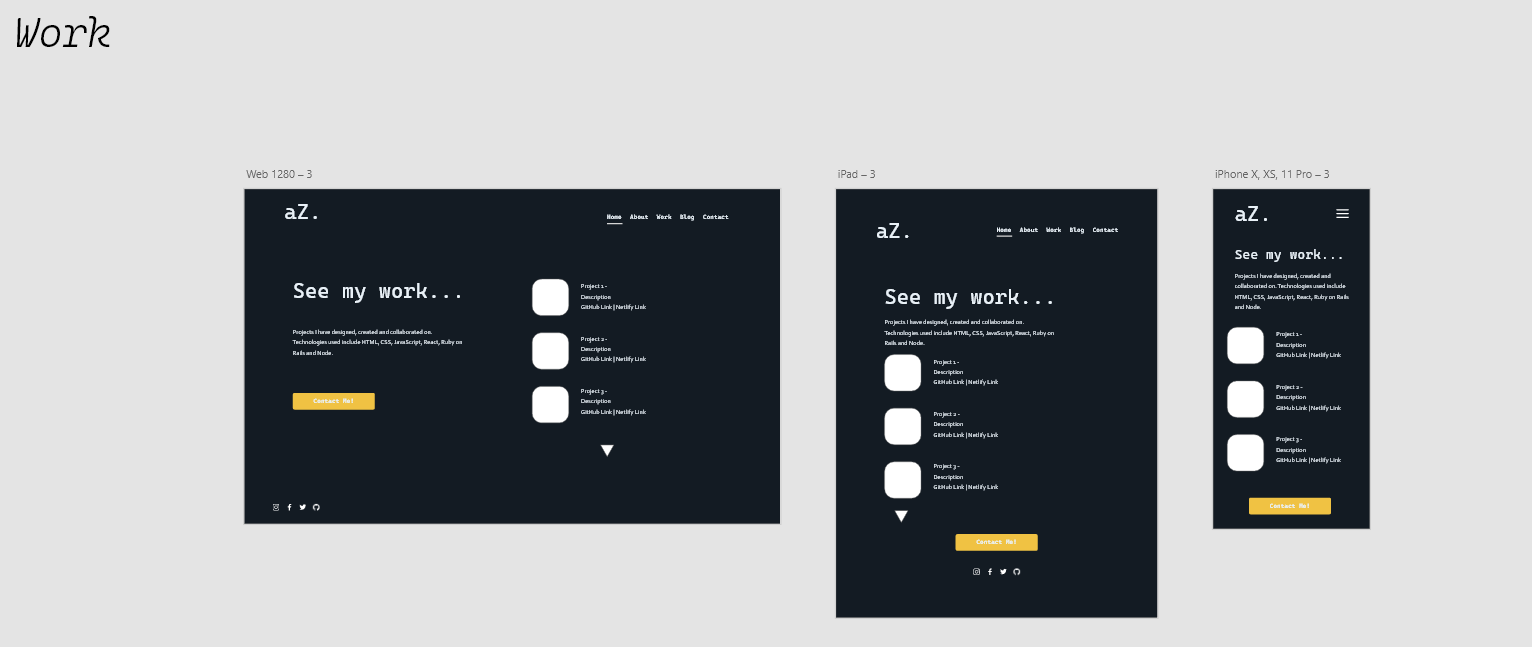 Work
Web 1280 – 3
aZ.
Home About Work Blog Contact
See my work...
Projects I have designed, created and collaborated on.
Technologies used include HTML, CSS, JavaScript, React, Ruby on
Rails and Node.
Contact Me!
Project 1 -
Description
GitHub Link | Netlify Link
Project 2 -
Description
GitHub Link | Netlify Link
Project 3 -
Description
GitHub Link | Netlify Link
iPad – 3
aZ.
Home About Work Blog Contact
See my work...
Projects I have designed, created and collaborated on.
Technologies used include HTML, CSS, JavaScript, React, Ruby on
Rails and Node.
Project 1 -
Description
GitHub Link | Netlify Link
Project 2 -
Description
GitHub Link | Netlify Link
Project 3 -
Description
GitHub Link | Netlify Link
Contact Me!
iPhone X, XS, 11 Pro – 3
aZ.
See my work...
Projects I have designed, created and
collaborated on. Technologies used include
HTML, CSS, JavaScript, React, Ruby on Rails
and Node.
Project 1 -
Description
GitHub Link | Netlify Link
Project 2 -
Description
GitHub Link | Netlify Link
Project 3 -
Description
GitHub Link | Netlify Link
Contact Me!